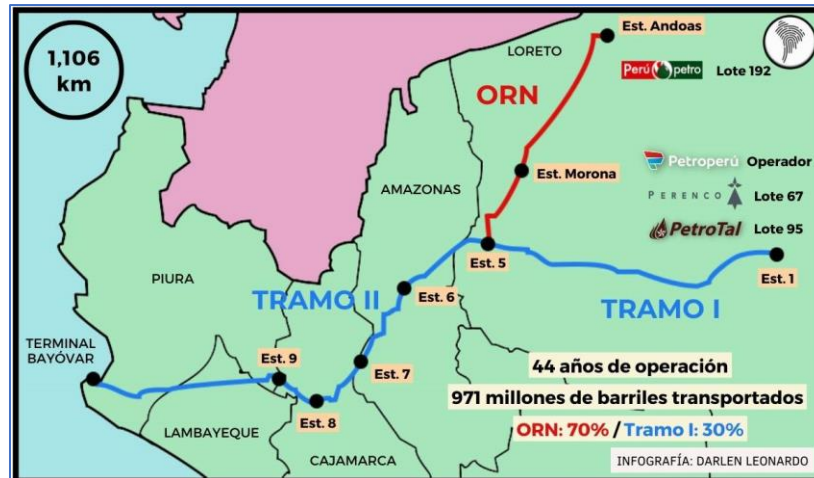 1,106
km
Est. Andoas
LORETO
Perú petro Lote 192
ORN
Petroperú Operador
Est. Morona
AMAZONAS
PERENCO Lote 67
PetroTal Lote 95
Est. 5
Est. 1
PIURA
TRAMO II
Est. 6
TRAMO I
TERMINAL
BAYÓVAR
Est. 9
Est. 7
44 años de operación
Est. 8
971 millones de barriles transportados
LAMBAYEQUE
ORN: 70% / Tramo I: 30%
CAJAMARCA
INFOGRAFÍA: DARLEN LEONARDO